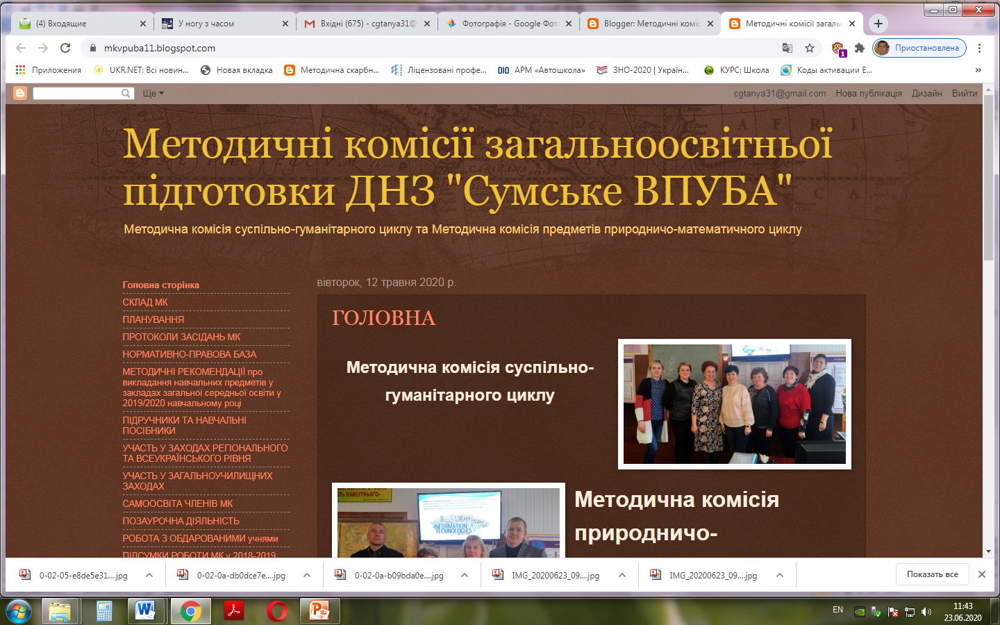 (4) Входящие
У ногу з часом
Вхідні (675) - cgtanya31@
Фотографія - Google Фот
Blogger: Методичні коміс
Методичні комісії загаль
mkvpuba11.blogspot.com
1
Приостановлена
Приложения
UKR.NET: Всі новин...
Новая вкладка
Методична скарбн...
Ліцензовані профе...
DIO АРМ «Автошкола»
ЗНО-2020 | Україн...
КУРС: Школа
Коды активации E...
»
Ще
cgtanya31@gmail.com
Нова публікація
Дизайн
Вийти
Методичні комісії загальноосвітньої
підготовки ДНЗ "Сумське ВПУБА"
Методична комісія суспільно-гуманітарного циклу та Методична комісія предметів природничо-математичного циклу
Головна сторінка
СКЛАД МК
ПЛАНУВАННЯ
ПРОТОКОЛИ ЗАСІДАНЬ МК
НОРМАТИВНО-ПРАВОВА БАЗА
МЕТОДИЧНІ РЕКОМЕНДАЦІЇ про
викладання навчальних предметів у
закладах загальної середньої освіти у
2019/2020 навчальному році
ПІДРУЧНИКИ ТА НАВЧАЛЬНІ
ПОСІБНИКИ
УЧАСТЬ У ЗАХОДАХ РЕГІОНАЛЬНОГО
ТА ВСЕУКРАЇНСЬКОГО РІВНЯ
УЧАСТЬ У ЗАГАЛЬНОУЧИЛИЩНИХ
ЗАХОДАХ
САМООСВІТА ЧЛЕНІВ МК
ПОЗАУРОЧНА ДІЯЛЬНІСТЬ
РОБОТА З ОБДАРОВАНИМИ учнями
ПІДСУМКИ РОБОТИ МК у 2018-2019
вівторок, 12 травня 2020 р.
ГОЛОВНА
Методична комісія суспільно-
гуманітарного циклу
Методична комісія
природничо-
INFORMATION
TECHNOLOGIES
0-02-05-e8de5e31....jpg
0-02-0a-db0dce7e....jpg
0-02-0a-b09bda0e....jpg
IMG_20200623_09....jpg
IMG_20200623_09....jpg
Показать все
EN
11:43
23.06.2020